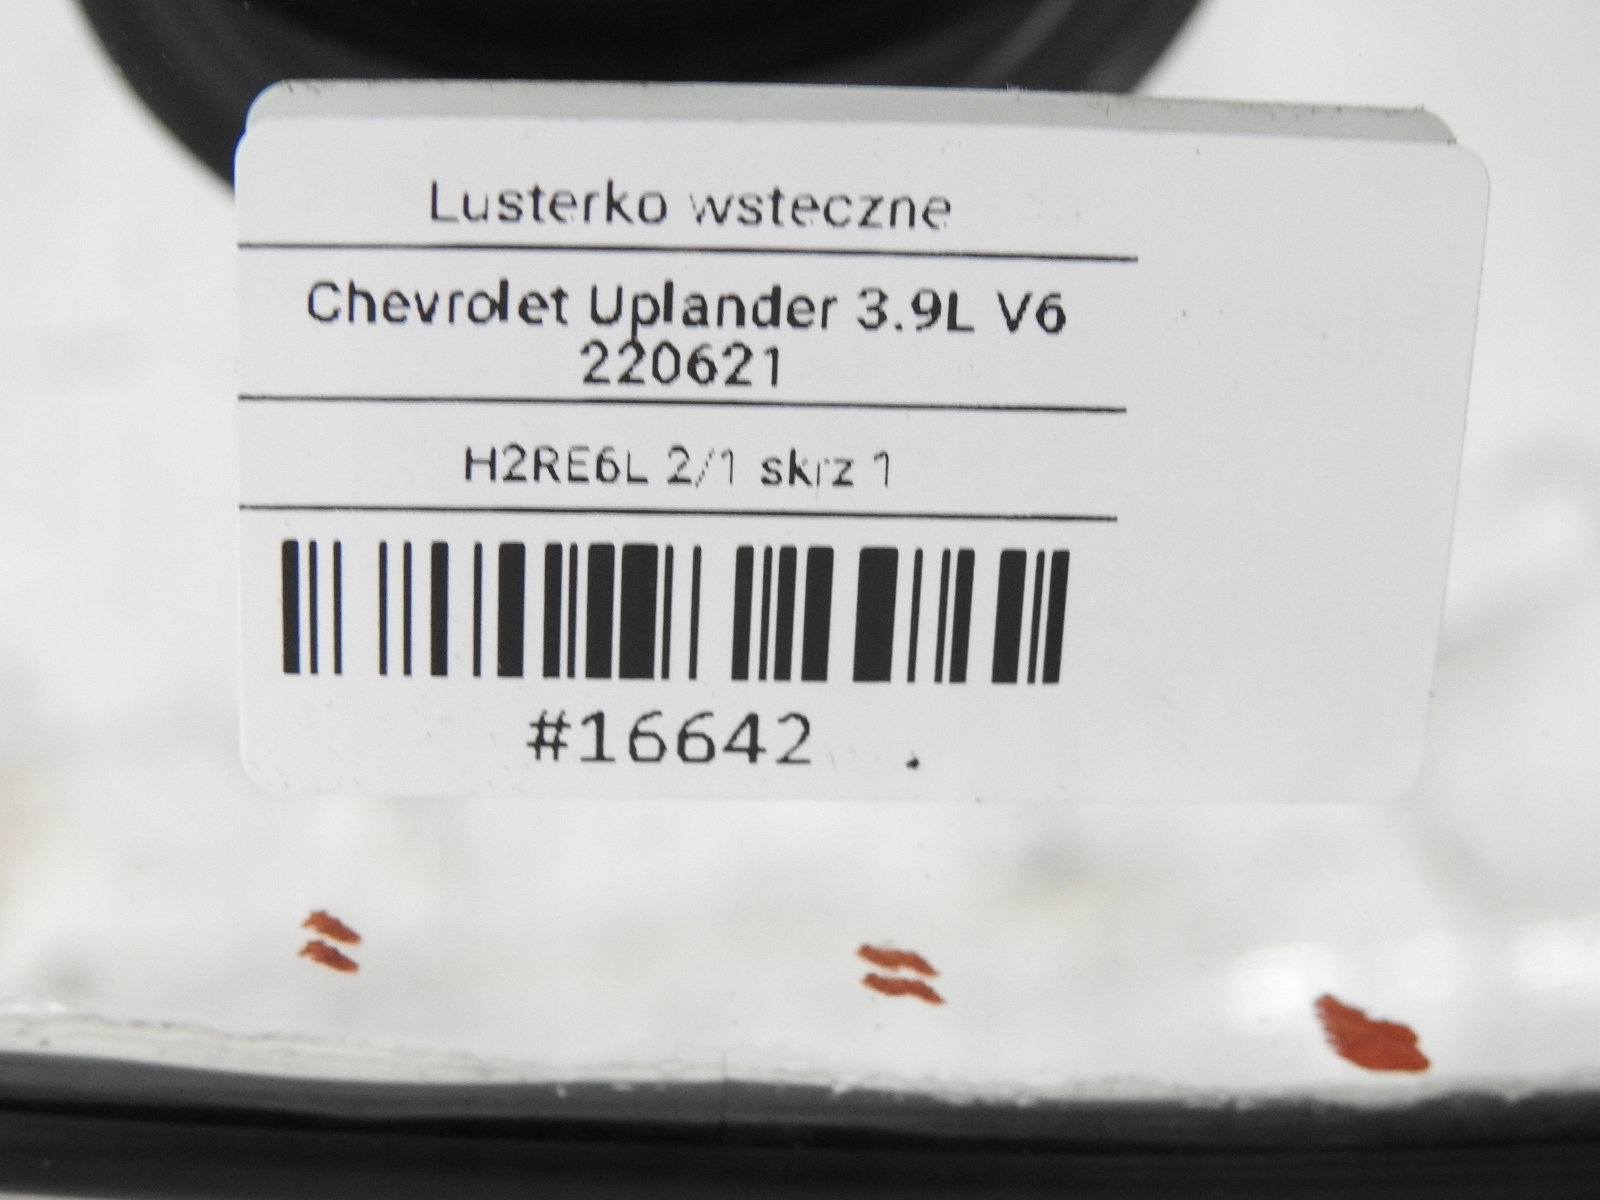 Lusterko wsteczne
Chevrolet Uplander 3.9L V6
220621
H2RE6L 2/1 skrz 1
#16642